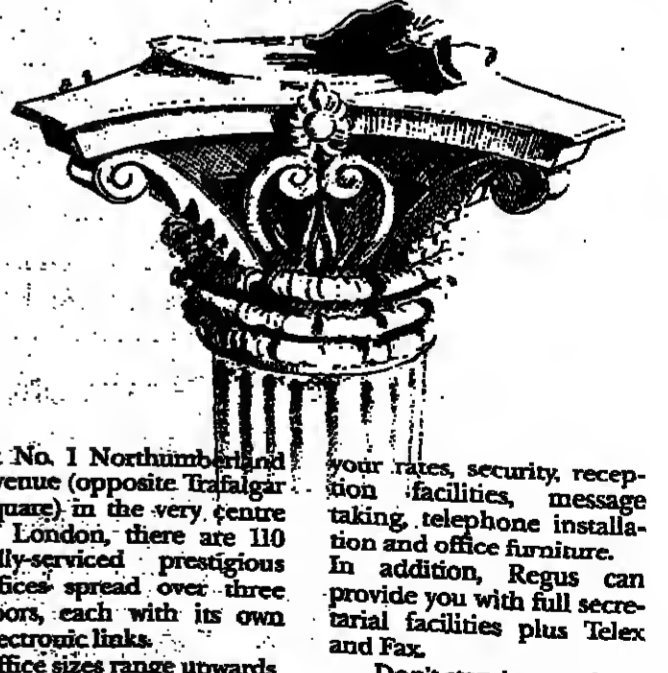 No. 1 Northumberland
venue (opposite Trafalgar
quare) in the very centre
London, there are 110
lly-serviced prestigious
fices spread over three
oors, each with its own
ectronic links.
ffice sizes range upwards
your rates, security, recep-
tion facilities, message
taking, telephone installa-
tion and office furniture.
In addition, Regus can
provide you with full secre-
tarial facilities plus Telex
and Fax.
Don't